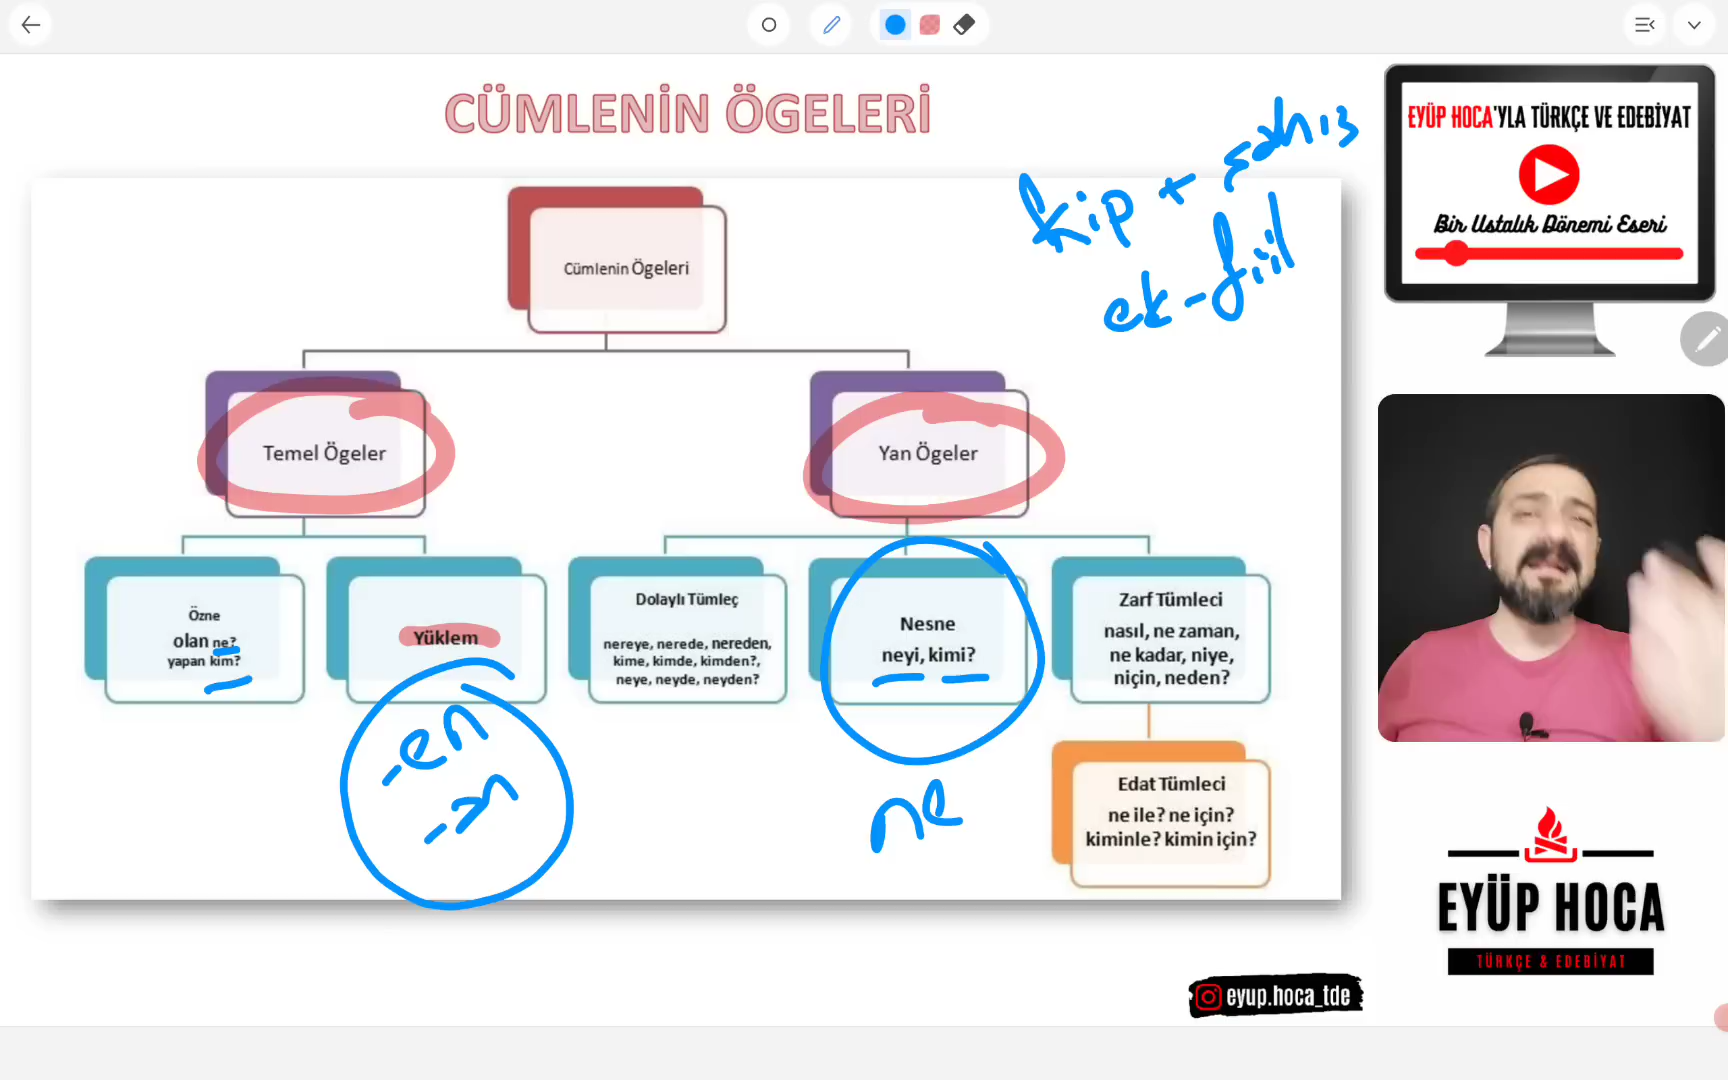 CÜMLENİN ÖGELERİ
kip + şahıs
ek-fiil
Cümlenin Ögeleri
Temel Ögeler
Yan Ögeler
Özne
olan ne?
yapan kim?
Yüklem
-en
Dolaylı Tümleç
nereye, nerede, nereden,
kime, kimde, kimden?,
neye, neyde, neyden?
Nesne
neyi, kimi?
ne
Zarf Tümleci
nasıl, ne zaman,
ne kadar, niye,
niçin, neden?
Edat Tümleci
ne ile? ne için?
kiminle? kimin için?
EYÜP HOCA'YLA TÜRKÇE VE EDEBİYAT
Bir Ustalık Dönemi Eseri
EYÜP HOCA
TÜRKÇE & EDEBİYAT
eyup.hoca_tde